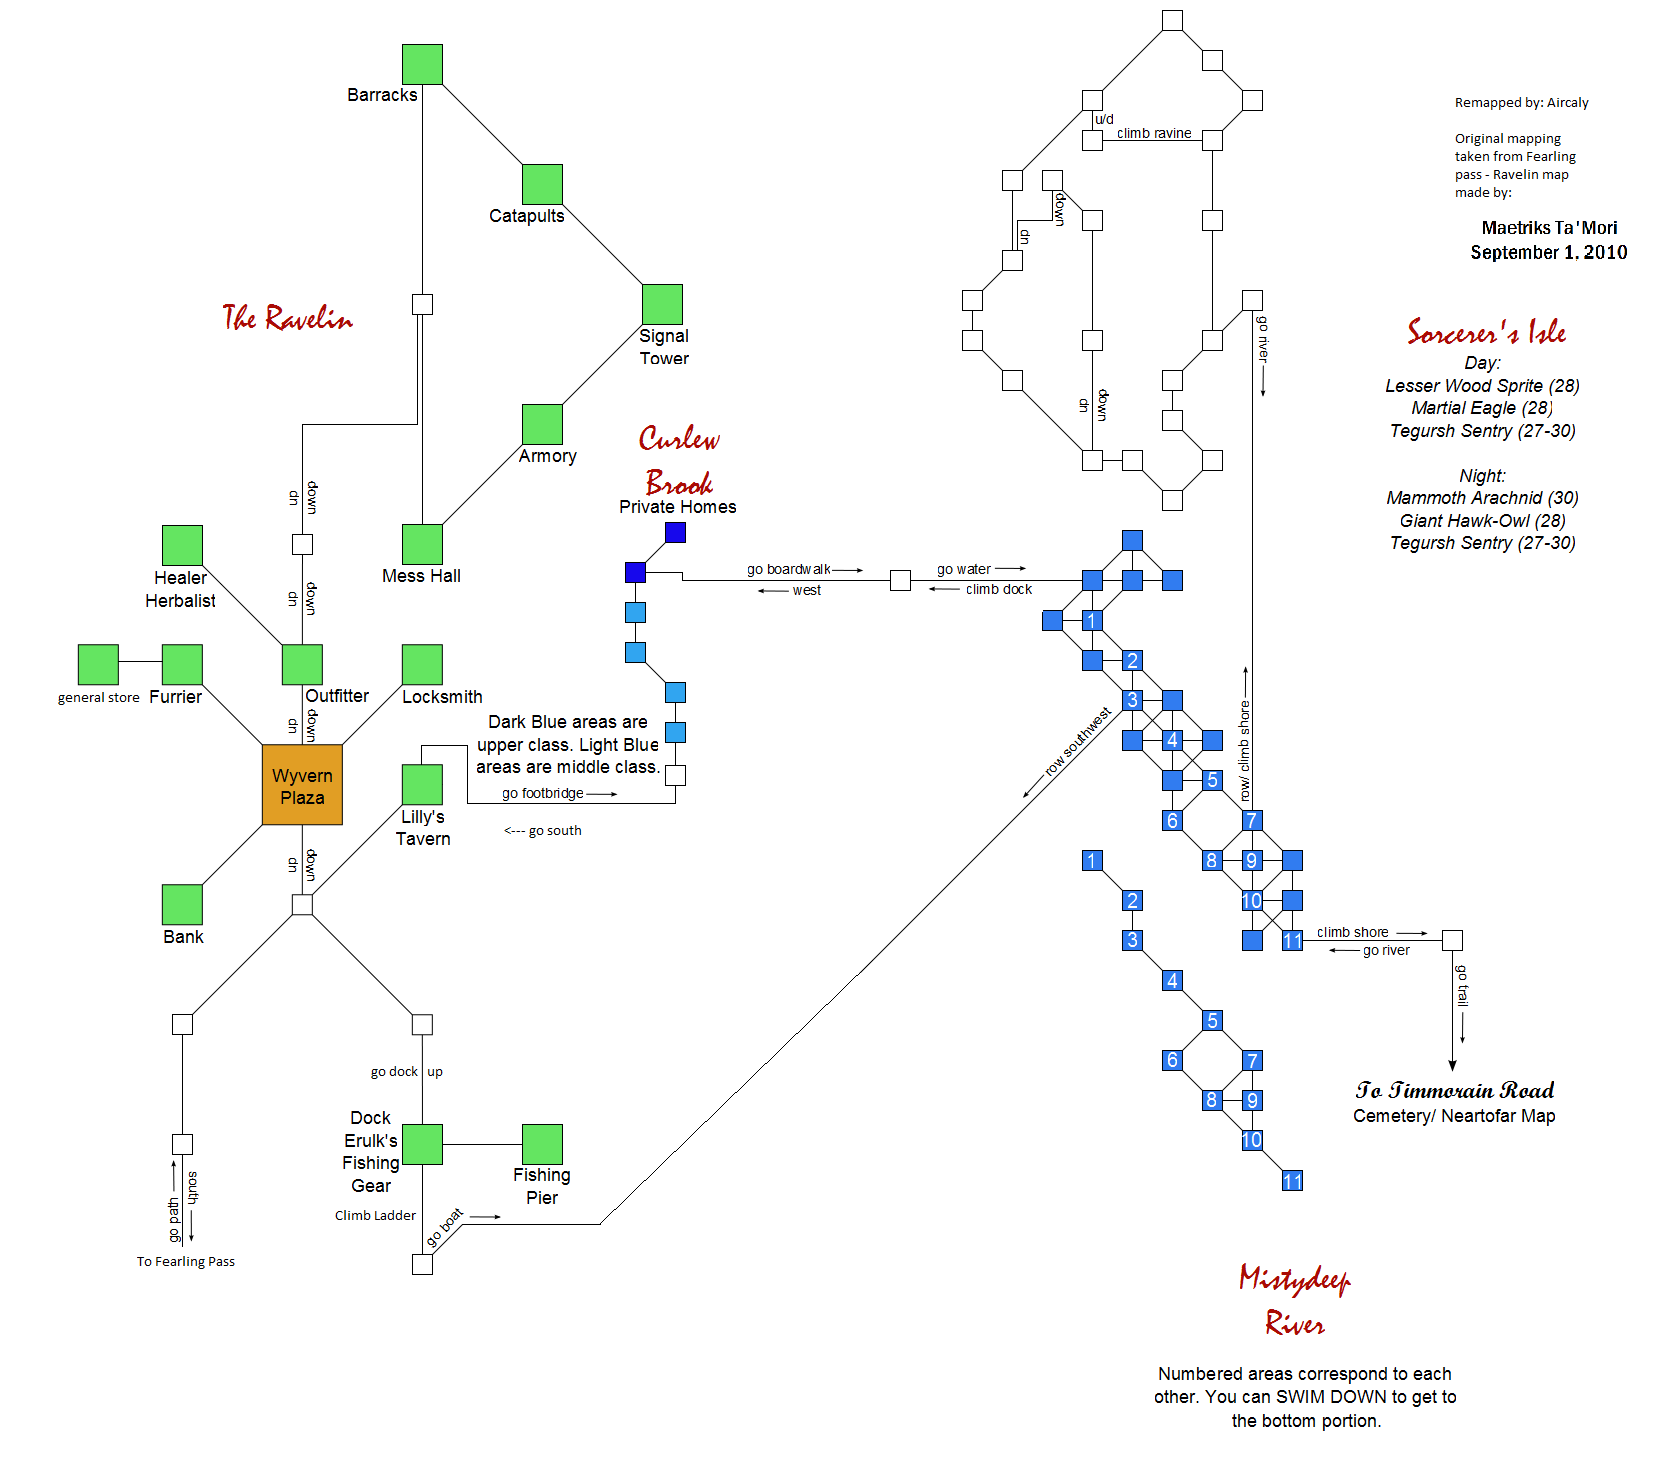 Barracks
Catapults
The Ravelin
Signal
Tower
Armory
Mess Hall
down
up
Healer
Herbalist
down
up
general store
Furrier
Outfitter
Locksmith
down
up
Wyvern
Plaza
Lilly's
Tavern
down
up
Bank
go dock
up
Dock
Erulk's
Fishing
Gear
Fishing
Pier
Climb Ladder
go boat
go path
south
To Fearling Pass
Curlew
Brook
Private Homes
Dark Blue areas are
upper class. Light Blue
areas are middle class.
go footbridge
<--- go south
go boardwalk
west
go water
climb dock
u/d
climb ravine
down
up
up
down
go river
row southwest
row/ climb shore
1
2
3
4
5
6
7
8
9
10
11
climb shore
go river
go trail
To Timmorain Road
Cemetery/ Neartofar Map
1
2
3
4
5
6
7
8
9
10
11
Remapped by: Aircaly
Original mapping
taken from Fearling
pass - Ravelin map
made by:
Maetriks Ta'Mori
September 1, 2010
Sorcerer's Isle
Day:
Lesser Wood Sprite (28)
Martial Eagle (28)
Tegursh Sentry (27-30)
Night:
Mammoth Arachnid (30)
Giant Hawk-Owl (28)
Tegursh Sentry (27-30)
Mistydeep
River
Numbered areas correspond to each
other. You can SWIM DOWN to get to
the bottom portion.